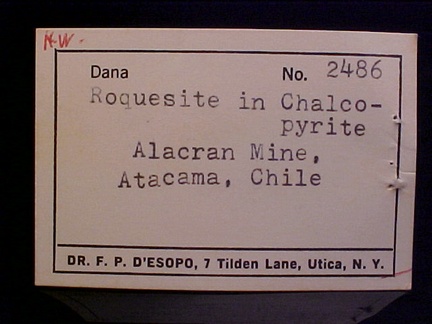 K-W-
Dana No. 2486
Roquesite in Chalco-
pyrite
Alacran Mine,
Atacama, Chile
DR. F. P. D'ESOPO, 7 Tilden Lane, Utica, N. Y.